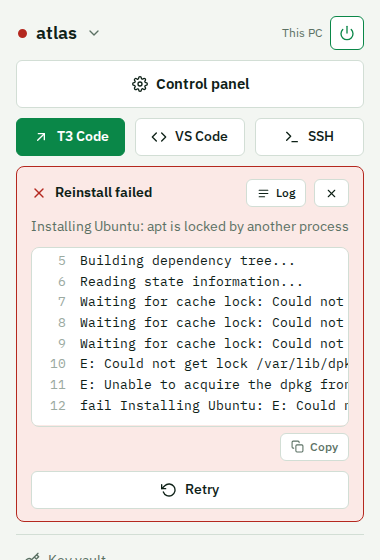 atlas
This PC
Control panel
T3 Code
VS Code
SSH
Reinstall failed
Log
Installing Ubuntu: apt is locked by another process
5 Building dependency tree...
6 Reading state information...
7 Waiting for cache lock: Could not
8 Waiting for cache lock: Could not
9 Waiting for cache lock: Could not
10 E: Could not get lock /var/lib/dpk
11 E: Unable to acquire the dpkg fron
12 fail Installing Ubuntu: E: Could n
Copy
Retry
Key vault